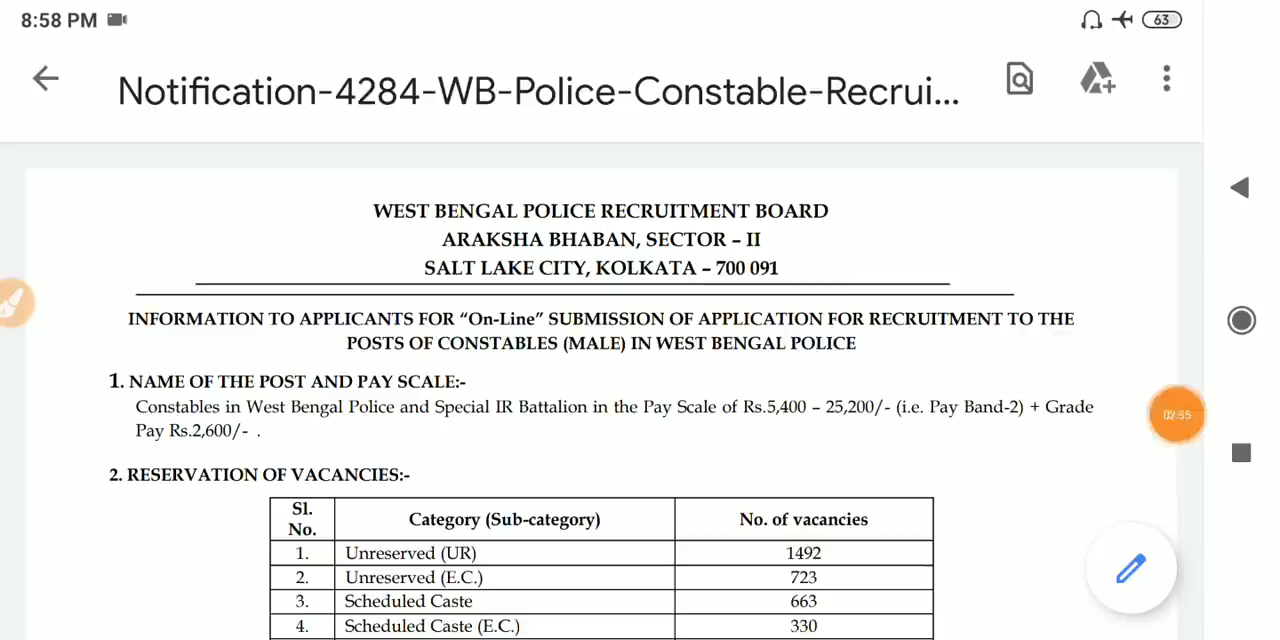 8:58 PM
63
Notification-4284-WB-Police-Constable-Recrui...
WEST BENGAL POLICE RECRUITMENT BOARD
ARAKSHA BHABAN, SECTOR – II
SALT LAKE CITY, KOLKATA – 700 091
INFORMATION TO APPLICANTS FOR “On-Line” SUBMISSION OF APPLICATION FOR RECRUITMENT TO THE
POSTS OF CONSTABLES (MALE) IN WEST BENGAL POLICE
1. NAME OF THE POST AND PAY SCALE:-
Constables in West Bengal Police and Special IR Battalion in the Pay Scale of Rs.5,400 – 25,200/- (i.e. Pay Band-2) + Grade
Pay Rs.2,600/- .
02:55
2. RESERVATION OF VACANCIES:-
Sl. No. Category (Sub-category) No. of vacancies
1. Unreserved (UR) 1492
2. Unreserved (E.C.) 723
3. Scheduled Caste 663
4. Scheduled Caste (E.C.) 330